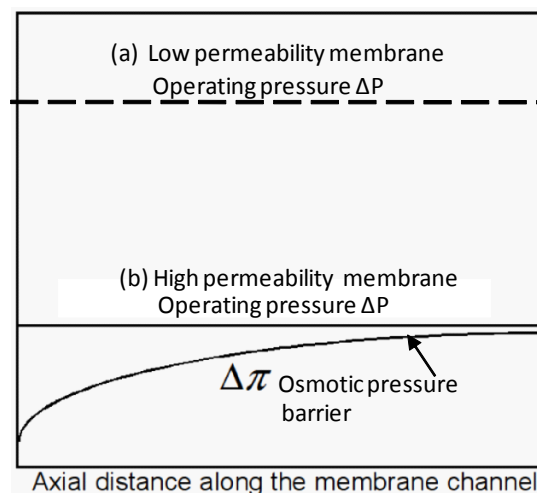 (a) Low permeability membrane
Operating pressure ΔP
(b) High permeability membrane
Operating pressure ΔP
Δπ Osmotic pressure
barrier
Axial distance along the membrane channel